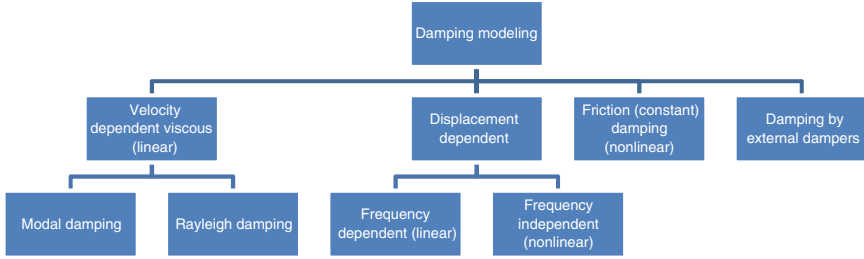 Damping modeling
Velocity
dependent viscous
(linear)
Displacement
dependent
Friction (constant)
damping
(nonlinear)
Damping by
external dampers
Modal damping
Rayleigh damping
Frequency
dependent (linear)
Frequency
independent
(nonlinear)